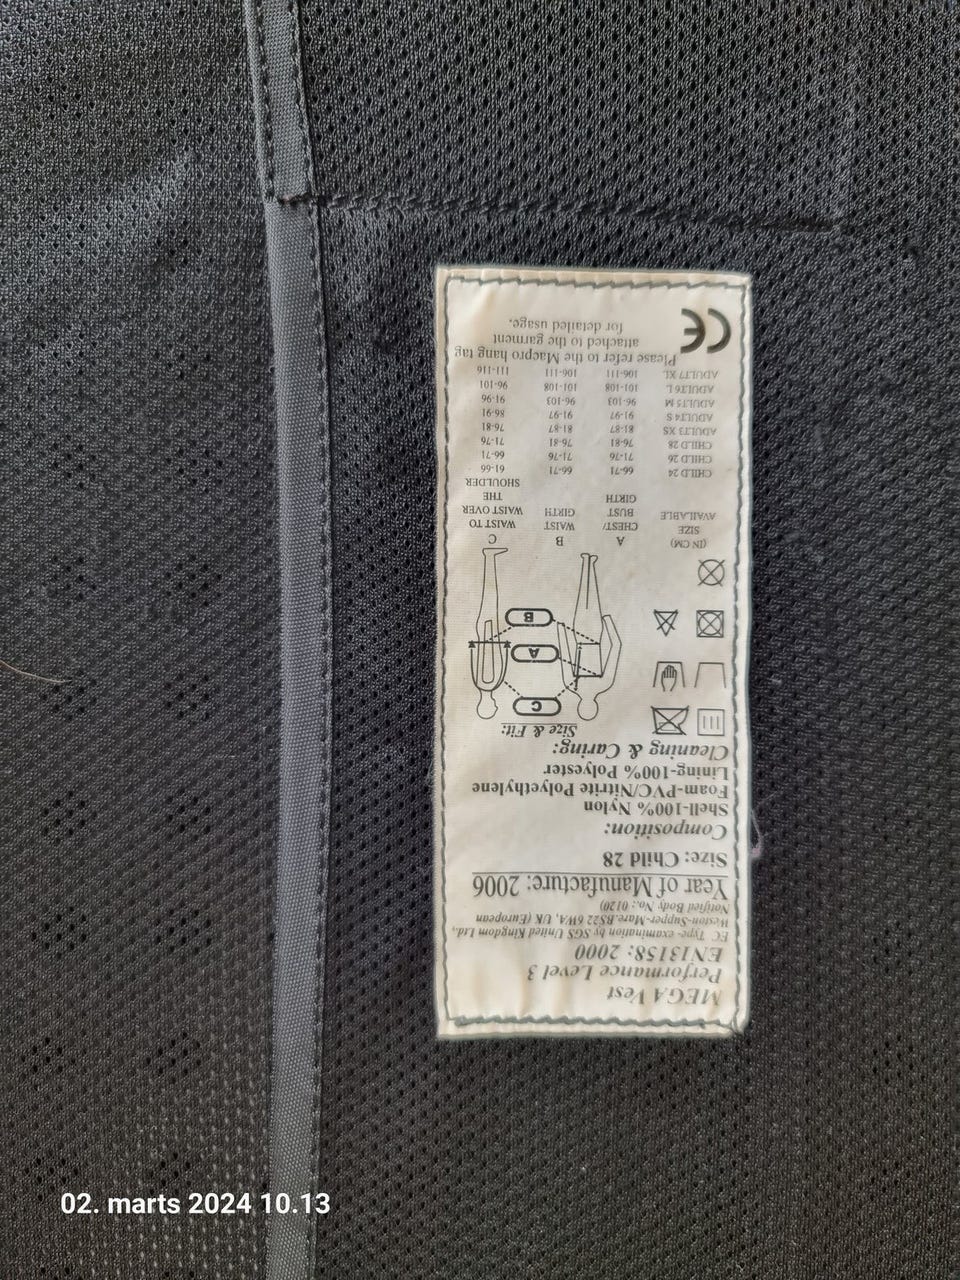 MEGA Vest
Performance Level 3
EN13158: 2000
EC Type- examination by SGS United Kingdom Ltd.,
Weston-Supper-Mare. BS22 6WA, UK (European
Notified Body No.: 0120)
Year of Manufacture: 2006
Size: Child 28
Composition:
Shell-100% Nylon
Foam-PVC/Nitrite Polyethylene
Lining-100% Polyester
Cleaning & Caring:
Size & Fit:
C
A
B
(IN CM) A B C
SIZE AVAILABLE CHEST/ BUST GIRTH WAIST GIRTH WAIST TO WAIST OVER THE SHOULDER
CHILD 24 66-71 66-71 61-66
CHILD 26 71-76 71-76 66-71
CHILD 28 76-81 76-81 71-76
ADULT3 XS 81-87 81-87 76-81
ADULT4 S 91-97 91-97 86-91
ADULT5 M 96-103 96-103 91-96
ADULT6 L 101-108 101-108 96-101
ADULT7 XL 106-111 106-111 111-116
Please refer to the Macpro hang tag
attached to the garment
for detailed usage.
CE
02. marts 2024 10.13